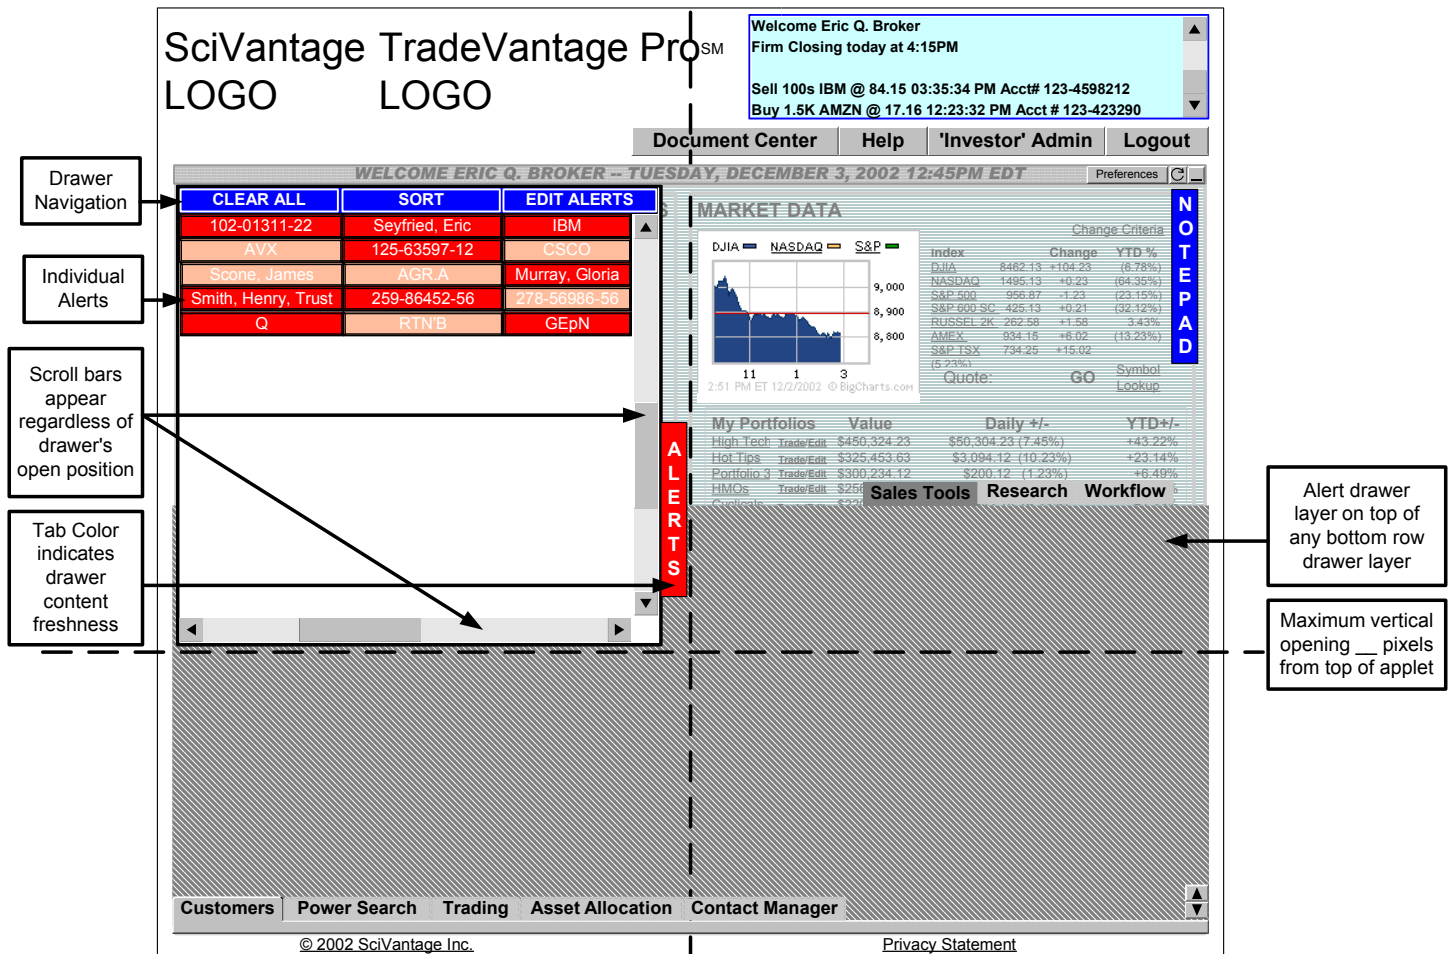 SciVantage TradeVantage Pro SM
LOGO LOGO
Welcome Eric Q. Broker
Firm Closing today at 4:15PM
Sell 100s IBM @ 84.15 03:35:34 PM Acct# 123-4598212
Buy 1.5K AMZN @ 17.16 12:23:32 PM Acct # 123-423290
Document Center Help 'Investor' Admin Logout
WELCOME ERIC Q. BROKER -- TUESDAY, DECEMBER 3, 2002 12:45PM EDT
Preferences
Drawer
Navigation
Individual
Alerts
Scroll bars
appear
regardless of
drawer's
open position
Tab Color
indicates
drawer
content
freshness
CLEAR ALL SORT EDIT ALERTS
102-01311-22 Seyfried, Eric IBM
AVX 125-63597-12 CSCO
Scone, James AGR.A Murray, Gloria
Smith, Henry, Trust 259-86452-56 278-56986-56
Q RTN'B GEpN
ALERTS
S MARKET DATA
Change Criteria
DJIA NASDAQ S&P
9,000
8,900
8,800
11 1 3
2:51 PM ET 12/2/2002 © BigCharts.com
Index Change YTD %
DJIA 8462.13 +104.23 (6.78%)
NASDAQ 1495.13 +0.23 (64.35%)
S&P 500 956.87 -1.23 (23.15%)
S&P 600 SC 425.13 +0.21 (32.12%)
RUSSEL 2K 262.58 +1.58 3.43%
AMEX 934.15 +6.02 (13.23%)
S&P TSX 734.25 +15.02
(5.23%)
Quote: GO Symbol
Lookup
NOTEPAD
My Portfolios Value Daily +/- YTD+/-
High Tech Trade/Edit $450,324.23 $50,304.23 (7.45%) +43.22%
Hot Tips Trade/Edit $325,453.63 $3,094.12 (10.23%) +23.14%
Portfolio 3 Trade/Edit $300,234.12 $200.12 (1.23%) +6.49%
HMOs Trade/Edit $256 %
Sales Tools Research Workflow
Alert drawer
layer on top of
any bottom row
drawer layer
Maximum vertical
opening __ pixels
from top of applet
Customers Power Search Trading Asset Allocation Contact Manager
© 2002 SciVantage Inc. Privacy Statement